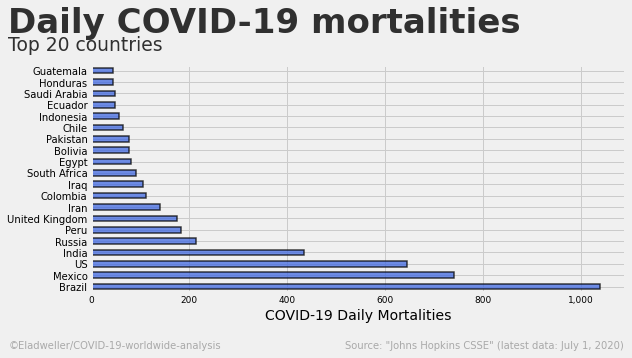 Daily COVID-19 mortalities
Top 20 countries
Guatemala
Honduras
Saudi Arabia
Ecuador
Indonesia
Chile
Pakistan
Bolivia
Egypt
South Africa
Iraq
Colombia
Iran
United Kingdom
Peru
Russia
India
US
Mexico
Brazil
0 200 400 600 800 1,000
COVID-19 Daily Mortalities
©Eladweller/COVID-19-worldwide-analysis Source: "Johns Hopkins CSSE" (latest data: July 1, 2020)